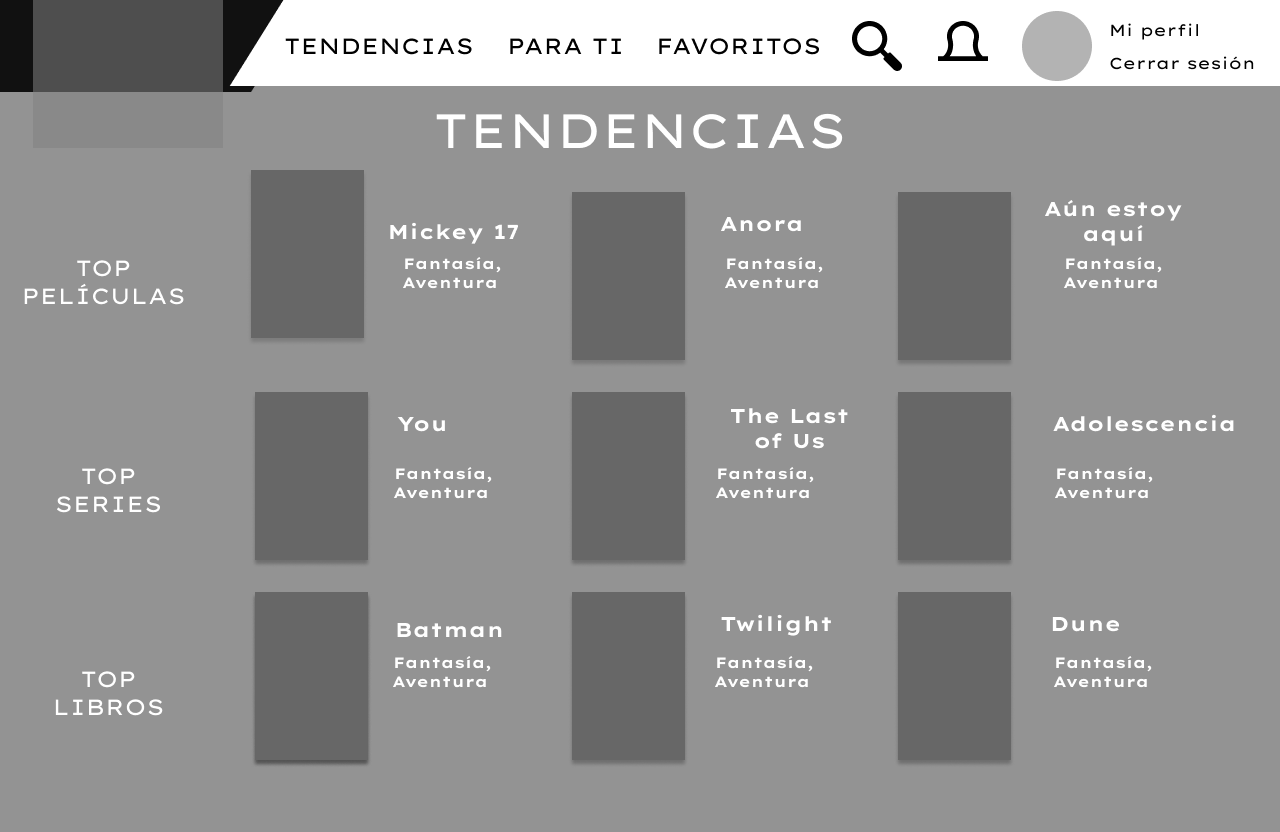 TENDENCIAS
PARA TI
FAVORITOS
Mi perfil
Cerrar sesión
TENDENCIAS
TOP
PELÍCULAS
Mickey 17
Fantasía,
Aventura
Anora
Fantasía,
Aventura
Aún estoy
aquí
Fantasía,
Aventura
TOP
SERIES
You
Fantasía,
Aventura
The Last
of Us
Fantasía,
Aventura
Adolescencia
Fantasía,
Aventura
TOP
LIBROS
Batman
Fantasía,
Aventura
Twilight
Fantasía,
Aventura
Dune
Fantasía,
Aventura